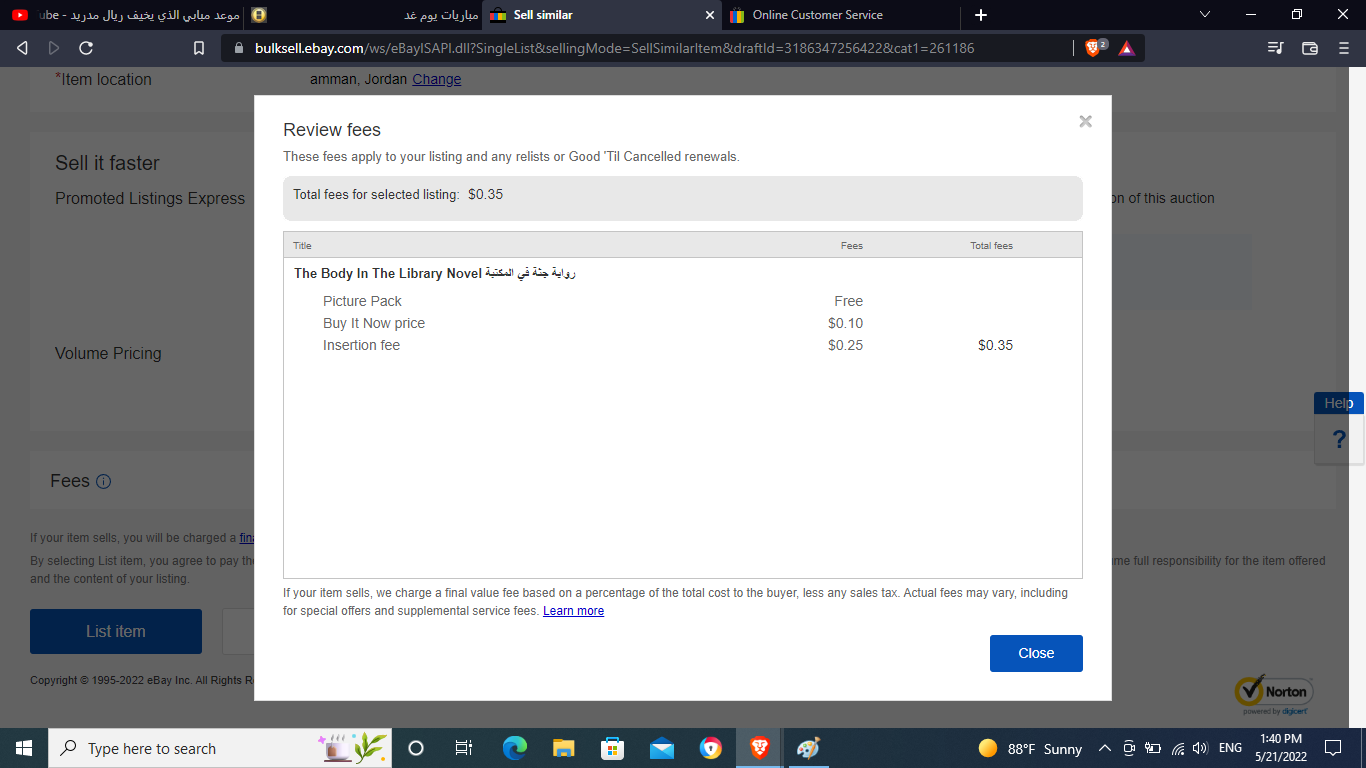 موعد مبابي الذي يخيف ريال مدريد - ube
مباريات يوم غد
Sell similar
Online Customer Service
bulksell.ebay.com/ws/eBayISAPI.dll?SingleList&sellingMode=SellSimilarItem&draftId=3186347256422&cat1=261186
2
*Item location
amman, Jordan Change
Review fees
These fees apply to your listing and any relists or Good 'Til Cancelled renewals.
Sell it faster
Total fees for selected listing: $0.35
Promoted Listings Express
on of this auction
Title Fees Total fees
The Body In The Library Novel رواية جثة في المكتبة
Picture Pack Free
Buy It Now price $0.10
Insertion fee $0.25 $0.35
Volume Pricing
Help
?
Fees
If your item sells, you will be charged a fin
By selecting List item, you agree to pay the
me full responsibility for the item offered
and the content of your listing.
If your item sells, we charge a final value fee based on a percentage of the total cost to the buyer, less any sales tax. Actual fees may vary, including
for special offers and supplemental service fees. Learn more
List item
Close
Copyright © 1995-2022 eBay Inc. All Rights R
Norton
powered by digicert
Type here to search
88°F Sunny
ENG
1:40 PM
5/21/2022